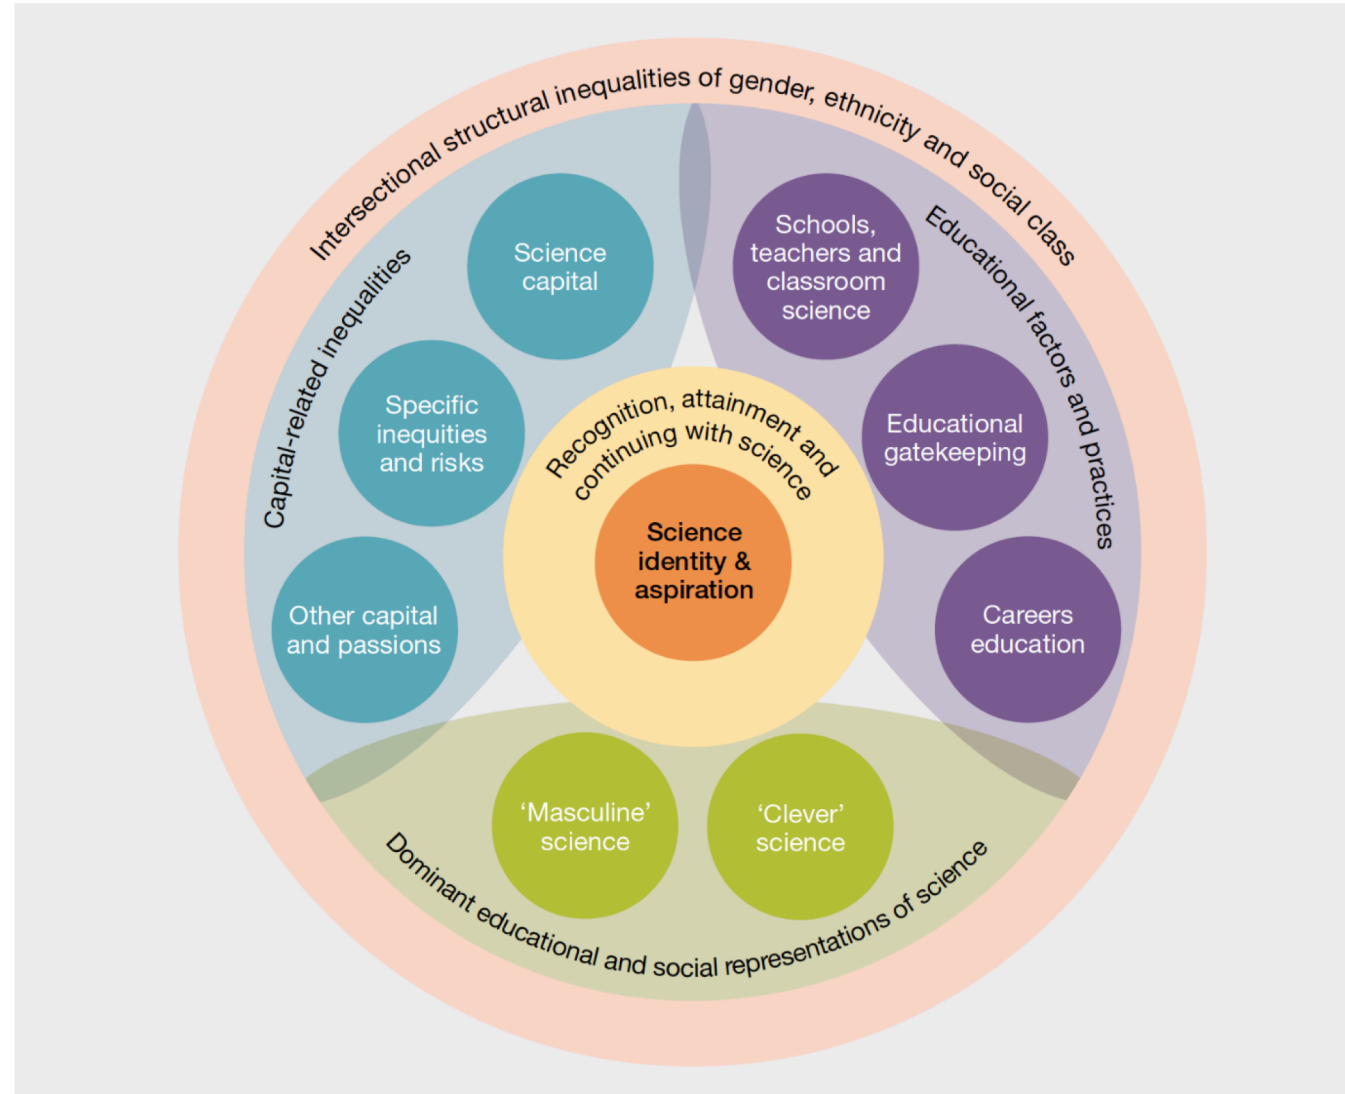 Intersectional structural inequalities of gender, ethnicity and social class
Capital-related inequalities
Science
capital
Specific
inequities
and risks
Other capital
and passions
Educational factors and practices
Schools,
teachers and
classroom
science
Educational
gatekeeping
Careers
education
Recognition, attainment and
continuing with science
Science
identity &
aspiration
‘Masculine’
science
‘Clever’
science
Dominant educational and social representations of science